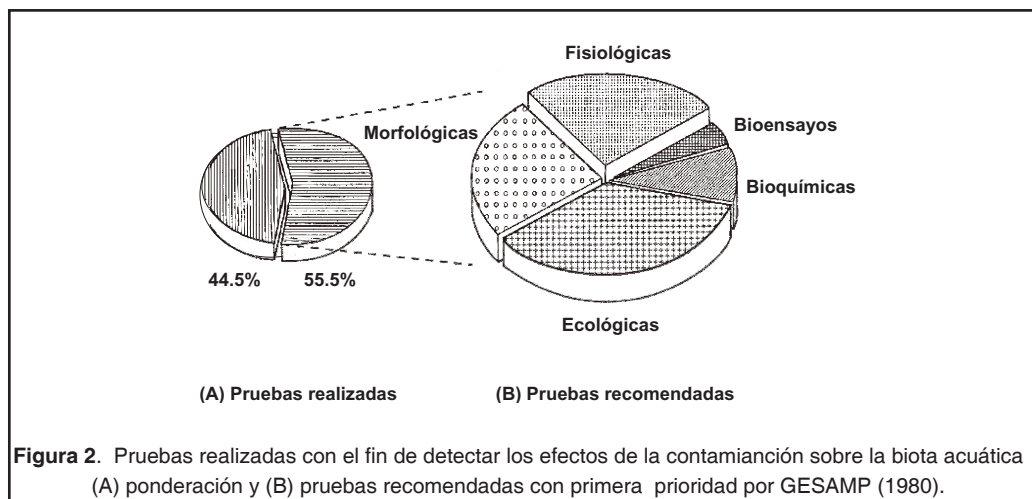 Fisiológicas
Morfológicas
Bioensayos
Bioquímicas
44.5%
55.5%
Ecológicas
(A) Pruebas realizadas
(B) Pruebas recomendadas
Figura 2. Pruebas realizadas con el fin de detectar los efectos de la contamianción sobre la biota acuática
(A) ponderación y (B) pruebas recomendadas con primera prioridad por GESAMP (1980).